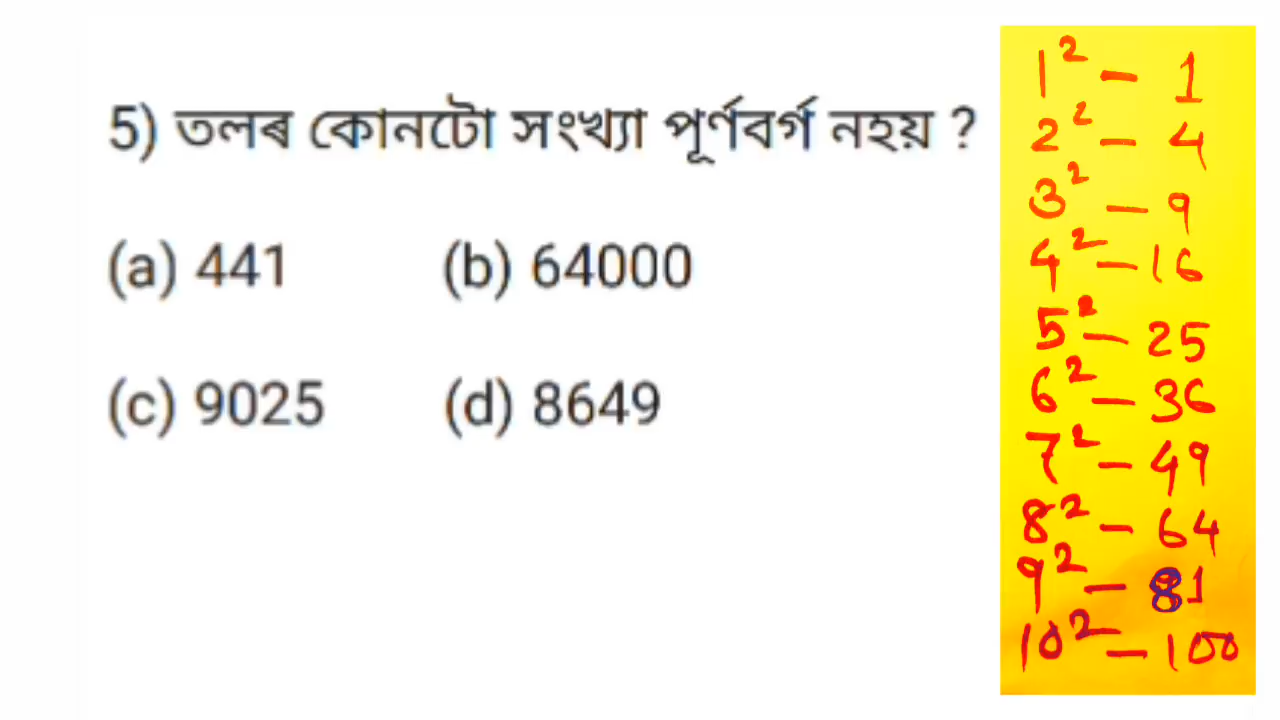 5) তলৰ কোনটো সংখ্যা পূৰ্ণবৰ্গ নহয় ?
(a) 441 (b) 64000
(c) 9025 (d) 8649
1² - 1
2² - 4
3² - 9
4² - 16
5² - 25
6² - 36
7² - 49
8² - 64
9² - 81
10² - 100